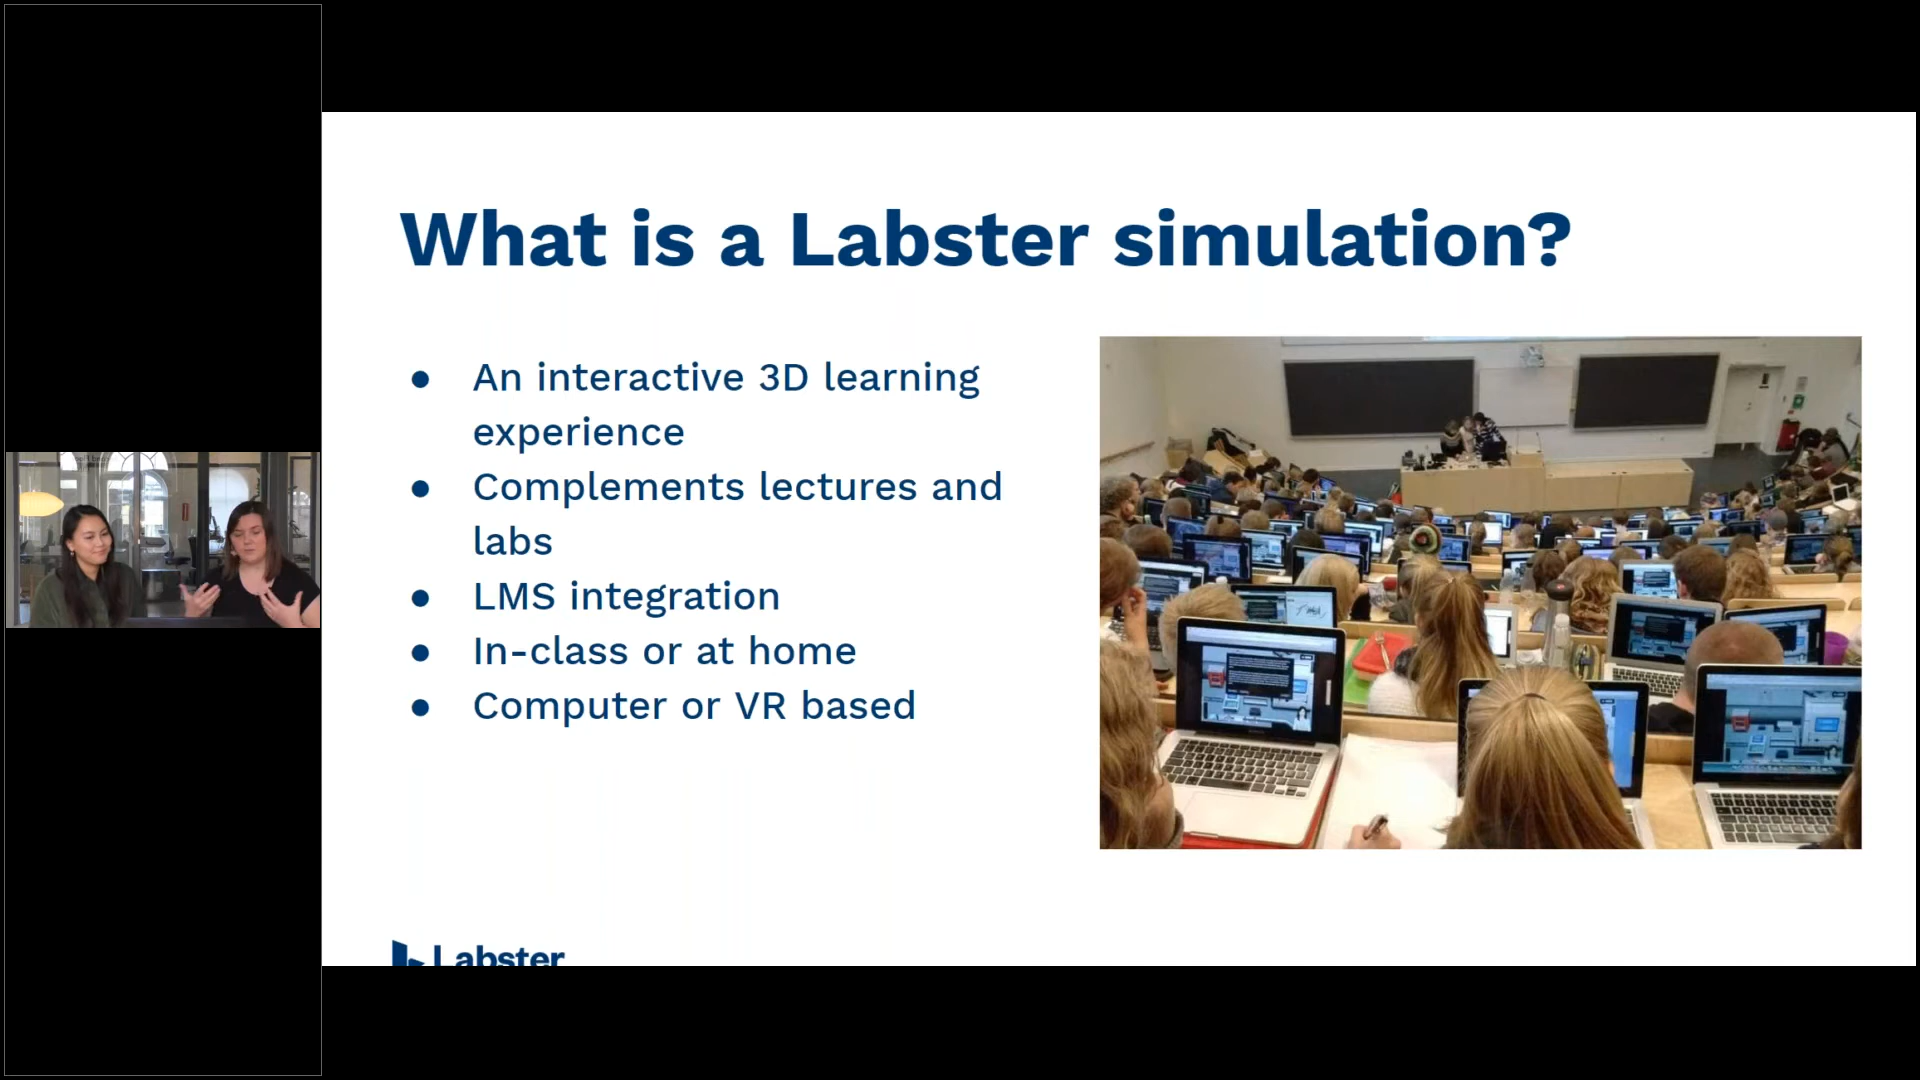 What is a Labster simulation?
● An interactive 3D learning
experience
● Complements lectures and
labs
● LMS integration
● In-class or at home
● Computer or VR based
Labster